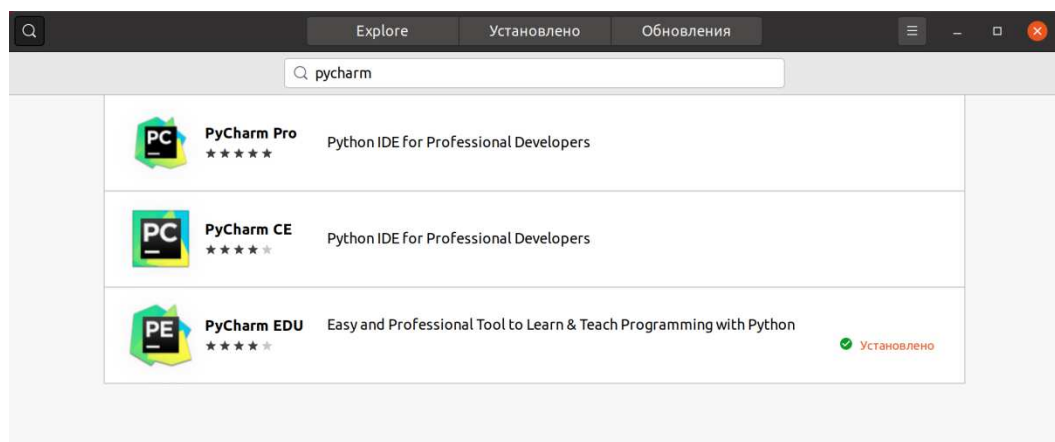 Explore Установлено Обновления
pycharm
PC
PyCharm Pro
Python IDE for Professional Developers
PC
PyCharm CE
Python IDE for Professional Developers
PE
PyCharm EDU
Easy and Professional Tool to Learn & Teach Programming with Python
Установлено